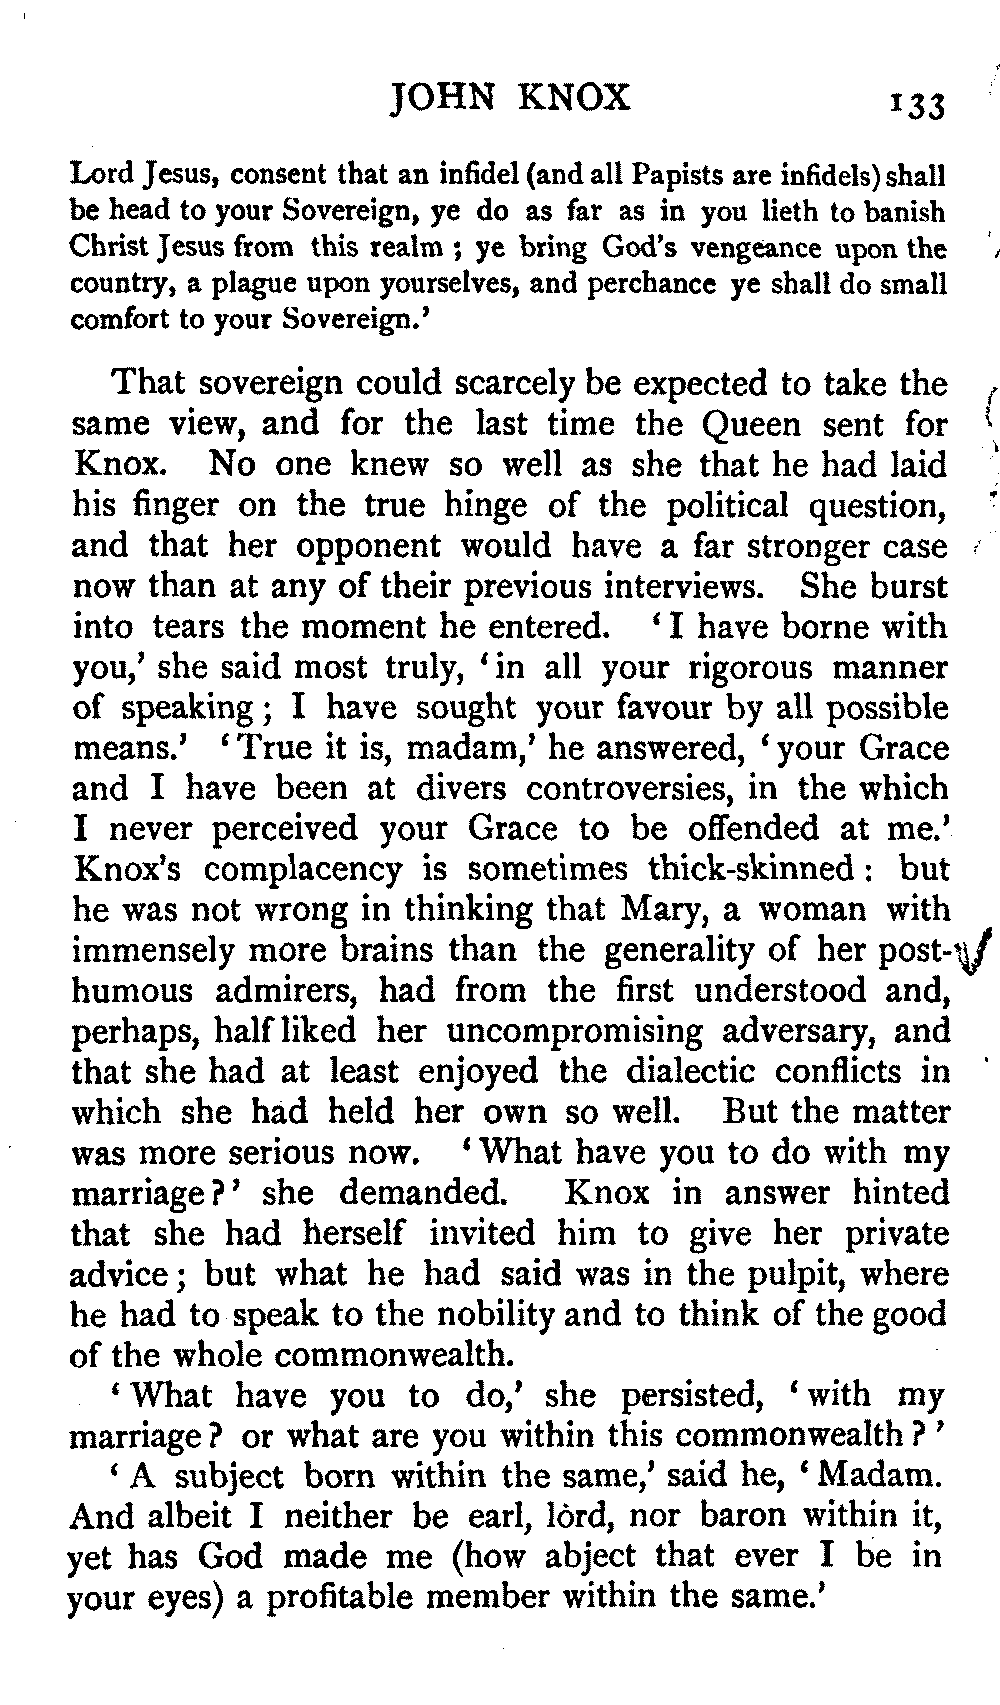 JOHN KNOX 133
Lord Jesus, consent that an infidel (and all Papists are infidels) shall
be head to your Sovereign, ye do as far as in you lieth to banish
Christ Jesus from this realm ; ye bring God's vengeance upon the
country, a plague upon yourselves, and perchance ye shall do small
comfort to your Sovereign.'
That sovereign could scarcely be expected to take the
same view, and for the last time the Queen sent for
Knox. No one knew so well as she that he had laid
his finger on the true hinge of the political question,
and that her opponent would have a far stronger case
now than at any of their previous interviews. She burst
into tears the moment he entered. ‘I have borne with
you,’ she said most truly, ‘in all your rigorous manner
of speaking ; I have sought your favour by all possible
means.’ ‘True it is, madam,’ he answered, ‘your Grace
and I have been at divers controversies, in the which
I never perceived your Grace to be offended at me.’
Knox's complacency is sometimes thick-skinned : but
he was not wrong in thinking that Mary, a woman with
immensely more brains than the generality of her post-
humous admirers, had from the first understood and,
perhaps, half liked her uncompromising adversary, and
that she had at least enjoyed the dialectic conflicts in
which she had held her own so well. But the matter
was more serious now. ‘What have you to do with my
marriage?’ she demanded. Knox in answer hinted
that she had herself invited him to give her private
advice ; but what he had said was in the pulpit, where
he had to speak to the nobility and to think of the good
of the whole commonwealth.
‘What have you to do,’ she persisted, ‘with my
marriage? or what are you within this commonwealth?’
‘A subject born within the same,’ said he, ‘Madam.
And albeit I neither be earl, lord, nor baron within it,
yet has God made me (how abject that ever I be in
your eyes) a profitable member within the same.’